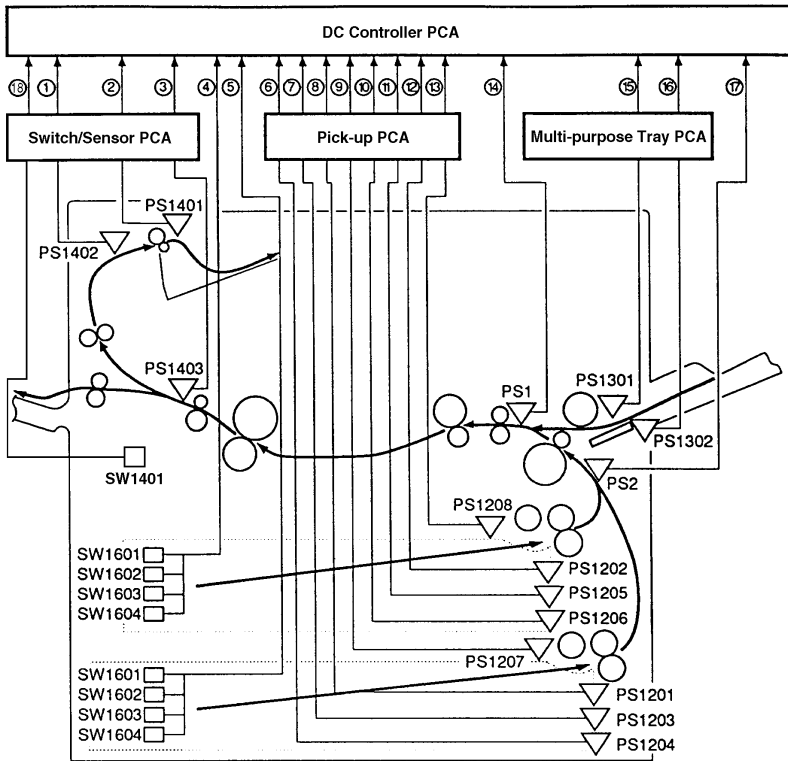 DC Controller PCA
⑱ ① ② ③ ④ ⑤ ⑥ ⑦ ⑧ ⑨ ⑩ ⑪ ⑫ ⑬ ⑭ ⑮ ⑯ ⑰
Switch/Sensor PCA
Pick-up PCA
Multi-purpose Tray PCA
PS1401
PS1402
PS1403
PS1
PS1301
PS1302
SW1401
PS2
PS1208
SW1601
SW1602
SW1603
SW1604
PS1202
PS1205
PS1206
PS1207
SW1601
SW1602
SW1603
SW1604
PS1201
PS1203
PS1204